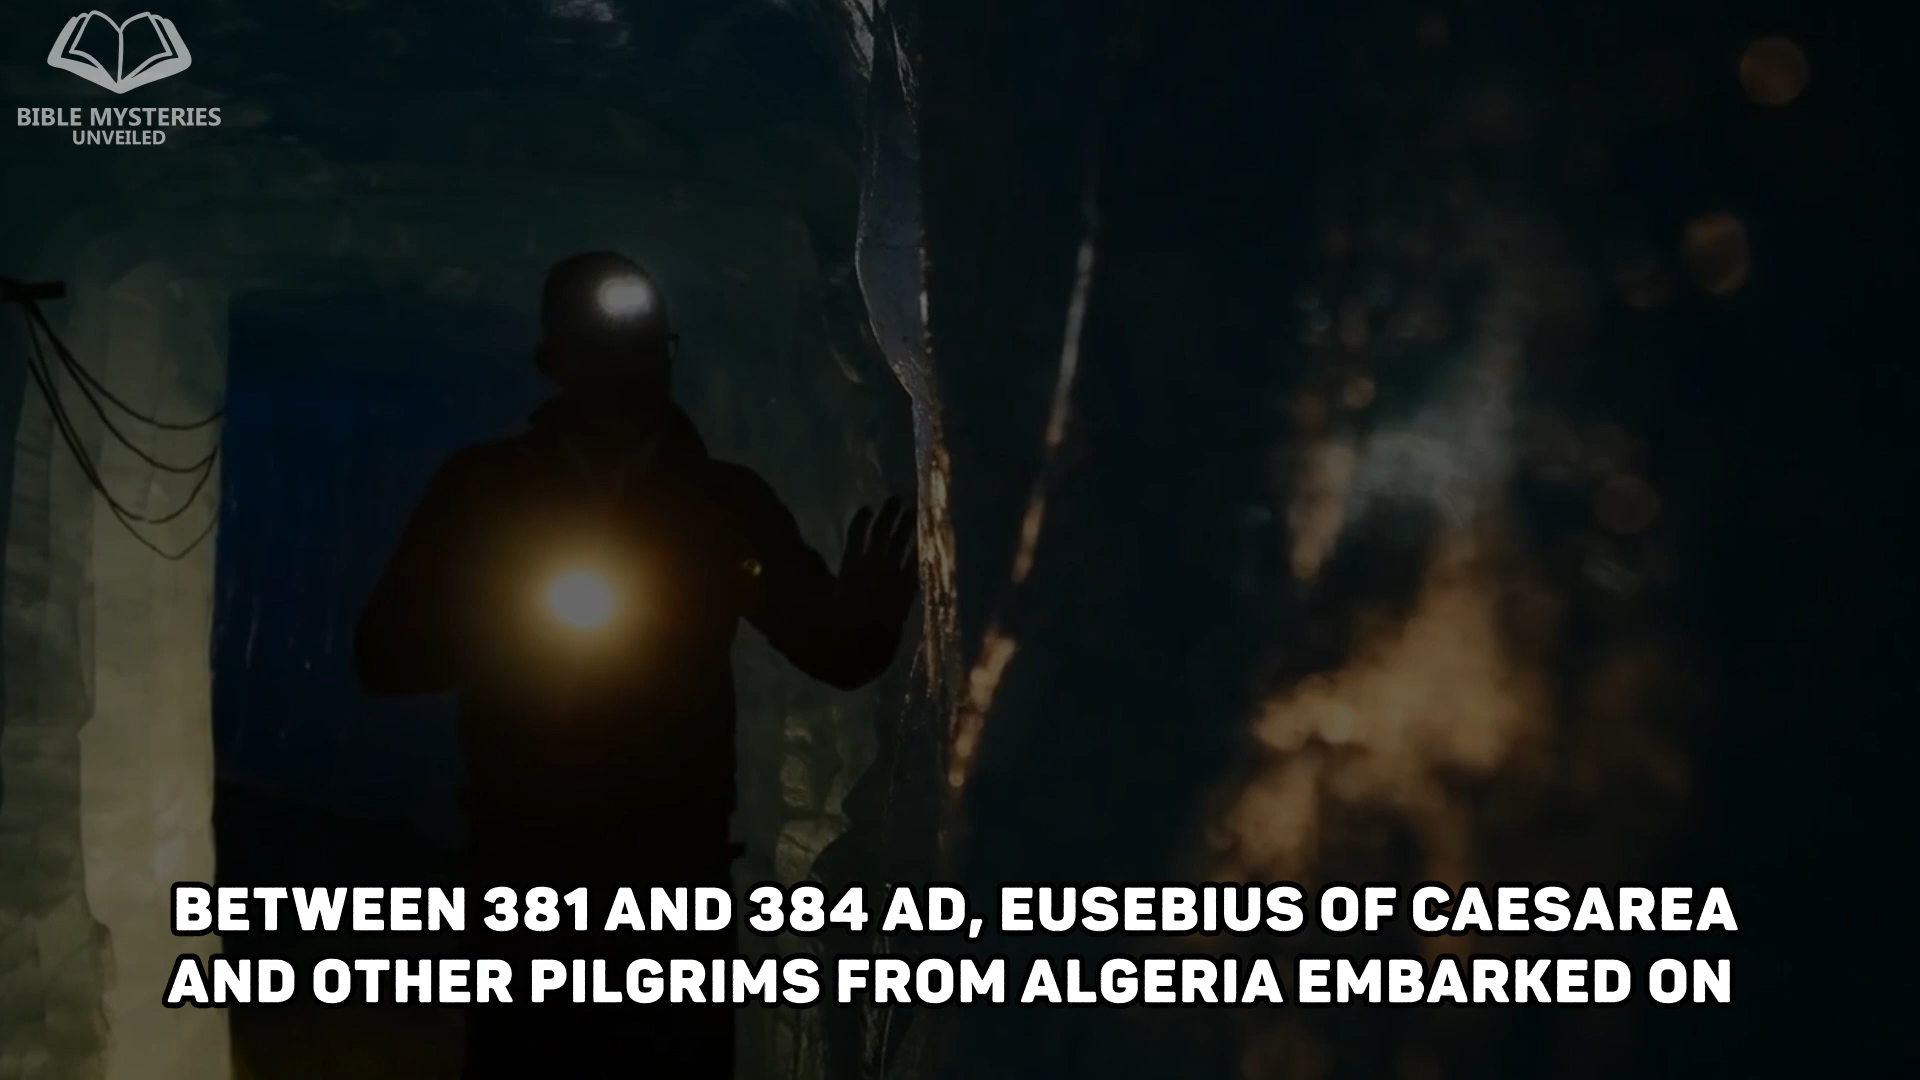 BIBLE MYSTERIES
UNVEILED
BETWEEN 381 AND 384 AD, EUSEBIUS OF CAESAREA
AND OTHER PILGRIMS FROM ALGERIA EMBARKED ON